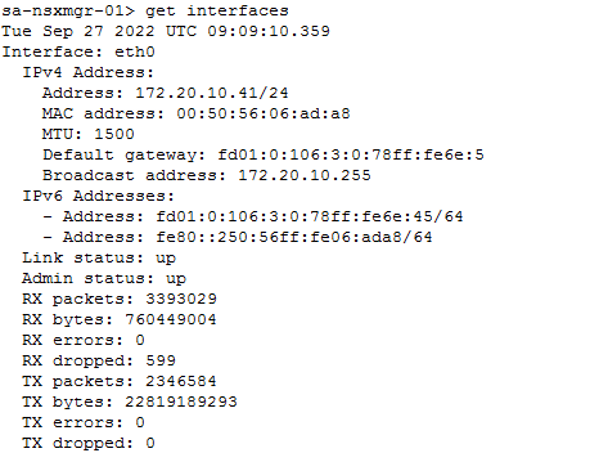 sa-nsxmgr-01> get interfaces
Tue Sep 27 2022 UTC 09:09:10.359
Interface: eth0
IPv4 Address:
Address: 172.20.10.41/24
MAC address: 00:50:56:06:ad:a8
MTU: 1500
Default gateway: fd01:0:106:3:0:78ff:fe6e:5
Broadcast address: 172.20.10.255
IPv6 Addresses:
- Address: fd01:0:106:3:0:78ff:fe6e:45/64
- Address: fe80::250:56ff:fe06:ada8/64
Link status: up
Admin status: up
RX packets: 3393029
RX bytes: 760449004
RX errors: 0
RX dropped: 599
TX packets: 2346584
TX bytes: 22819189293
TX errors: 0
TX dropped: 0